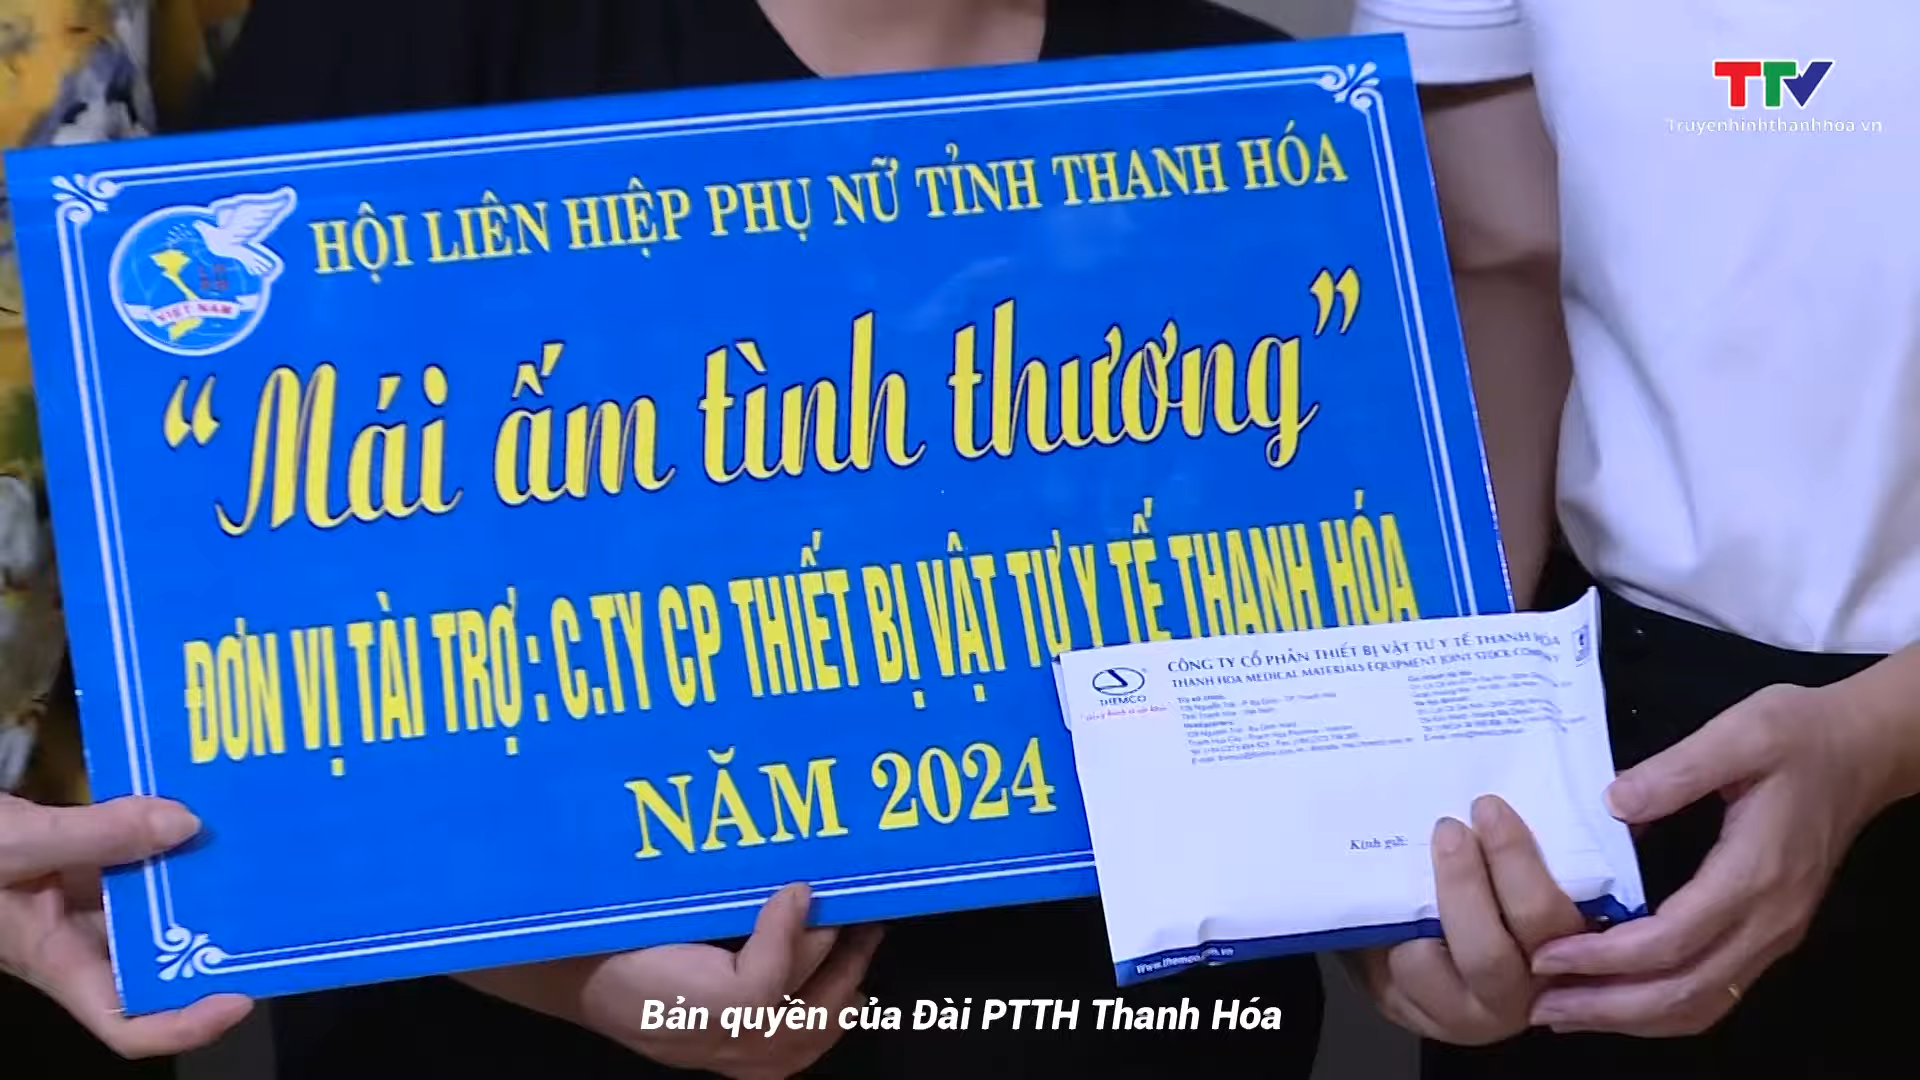 TTV
Truyenhinhthanhhoa.vn
HỘI LIÊN HIỆP PHỤ NỮ TỈNH THANH HÓA
VIỆT NAM
“Mái ấm tình thương”
ĐƠN VỊ TÀI TRỢ: C.TY CP THIẾT BỊ VẬT TƯ Y TẾ THANH HÓA
NĂM 2024
THEMCO
CÔNG TY CỔ PHẦN THIẾT BỊ VẬT TƯ Y TẾ THANH HÓA
THANH HOA MEDICAL MATERIALS EQUIPMENT JOINT STOCK COMPANY
Kính gửi:
Bản quyền của Đài PTTH Thanh Hóa